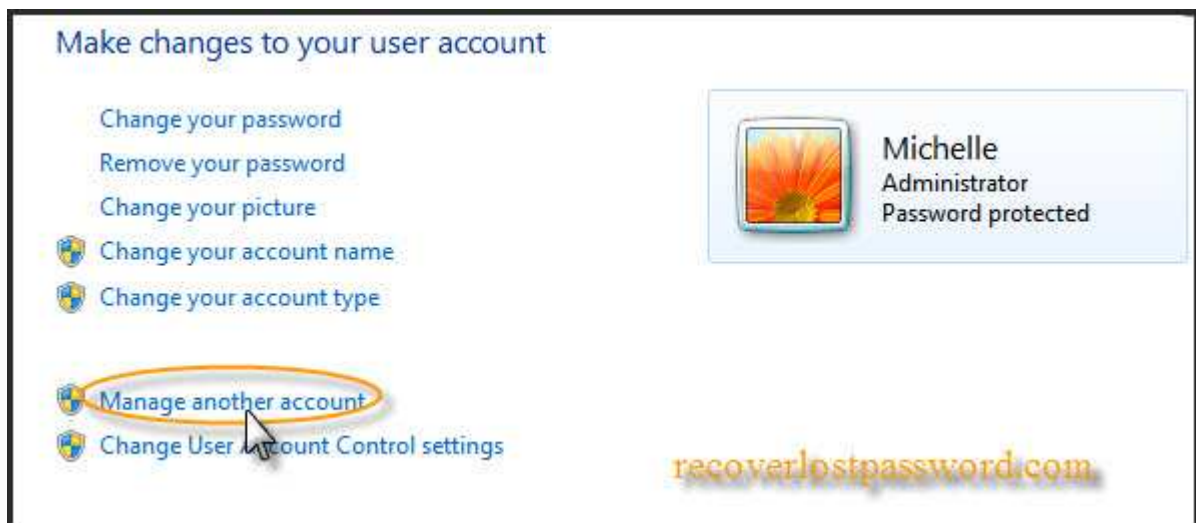 Make changes to your user account
Change your password
Remove your password
Change your picture
Change your account name
Change your account type
Manage another account
Change User Account Control settings
Michelle
Administrator
Password protected
recoverlostpassword.com